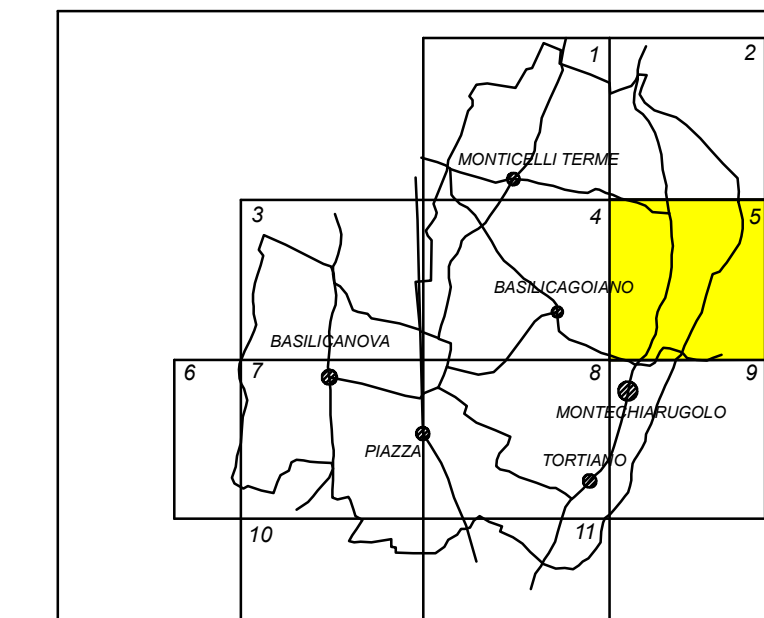 1
2
MONTICELLI TERME
3
4
5
BASILICAGOIANO
BASILICANOVA
6
7
8
9
MONTECHIARUGOLO
PIAZZA
TORTIANO
10
11